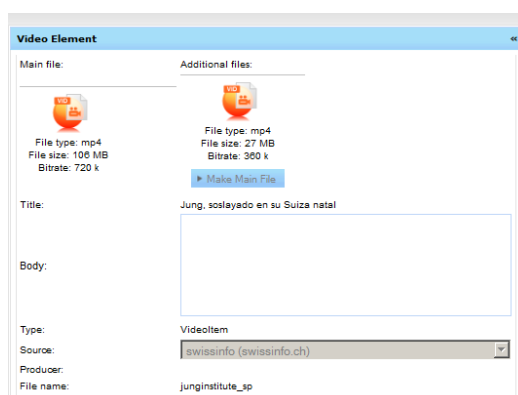 Video Element «
Main file: Additional files:
VID VID
File type: mp4
File size: 106 MB
Bitrate: 720 k
File type: mp4
File size: 27 MB
Bitrate: 360 k
Make Main File
Title: Jung, soslayado en su Suiza natal
Body:
Type: VideoItem
Source: swissinfo (swissinfo.ch)
Producer:
File name: junginstitute_sp